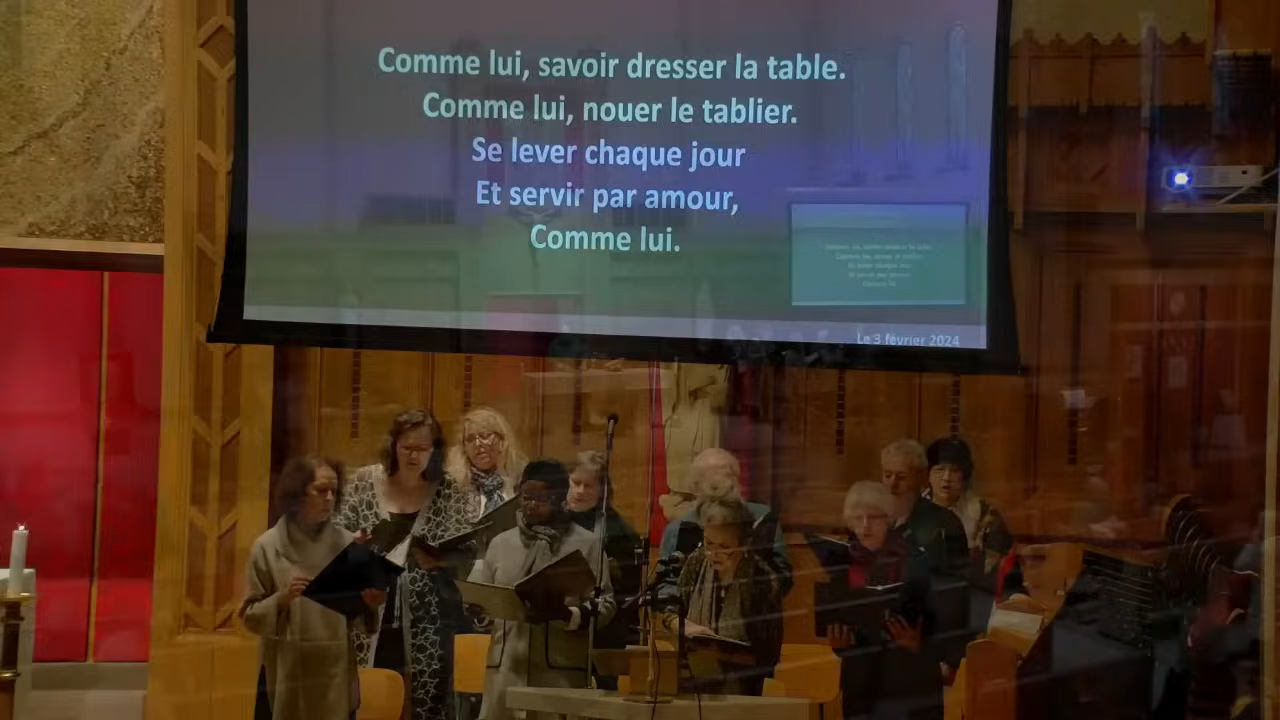 Comme lui, savoir dresser la table.
Comme lui, nouer le tablier.
Se lever chaque jour
Et servir par amour,
Comme lui.
Le 3 février 2024